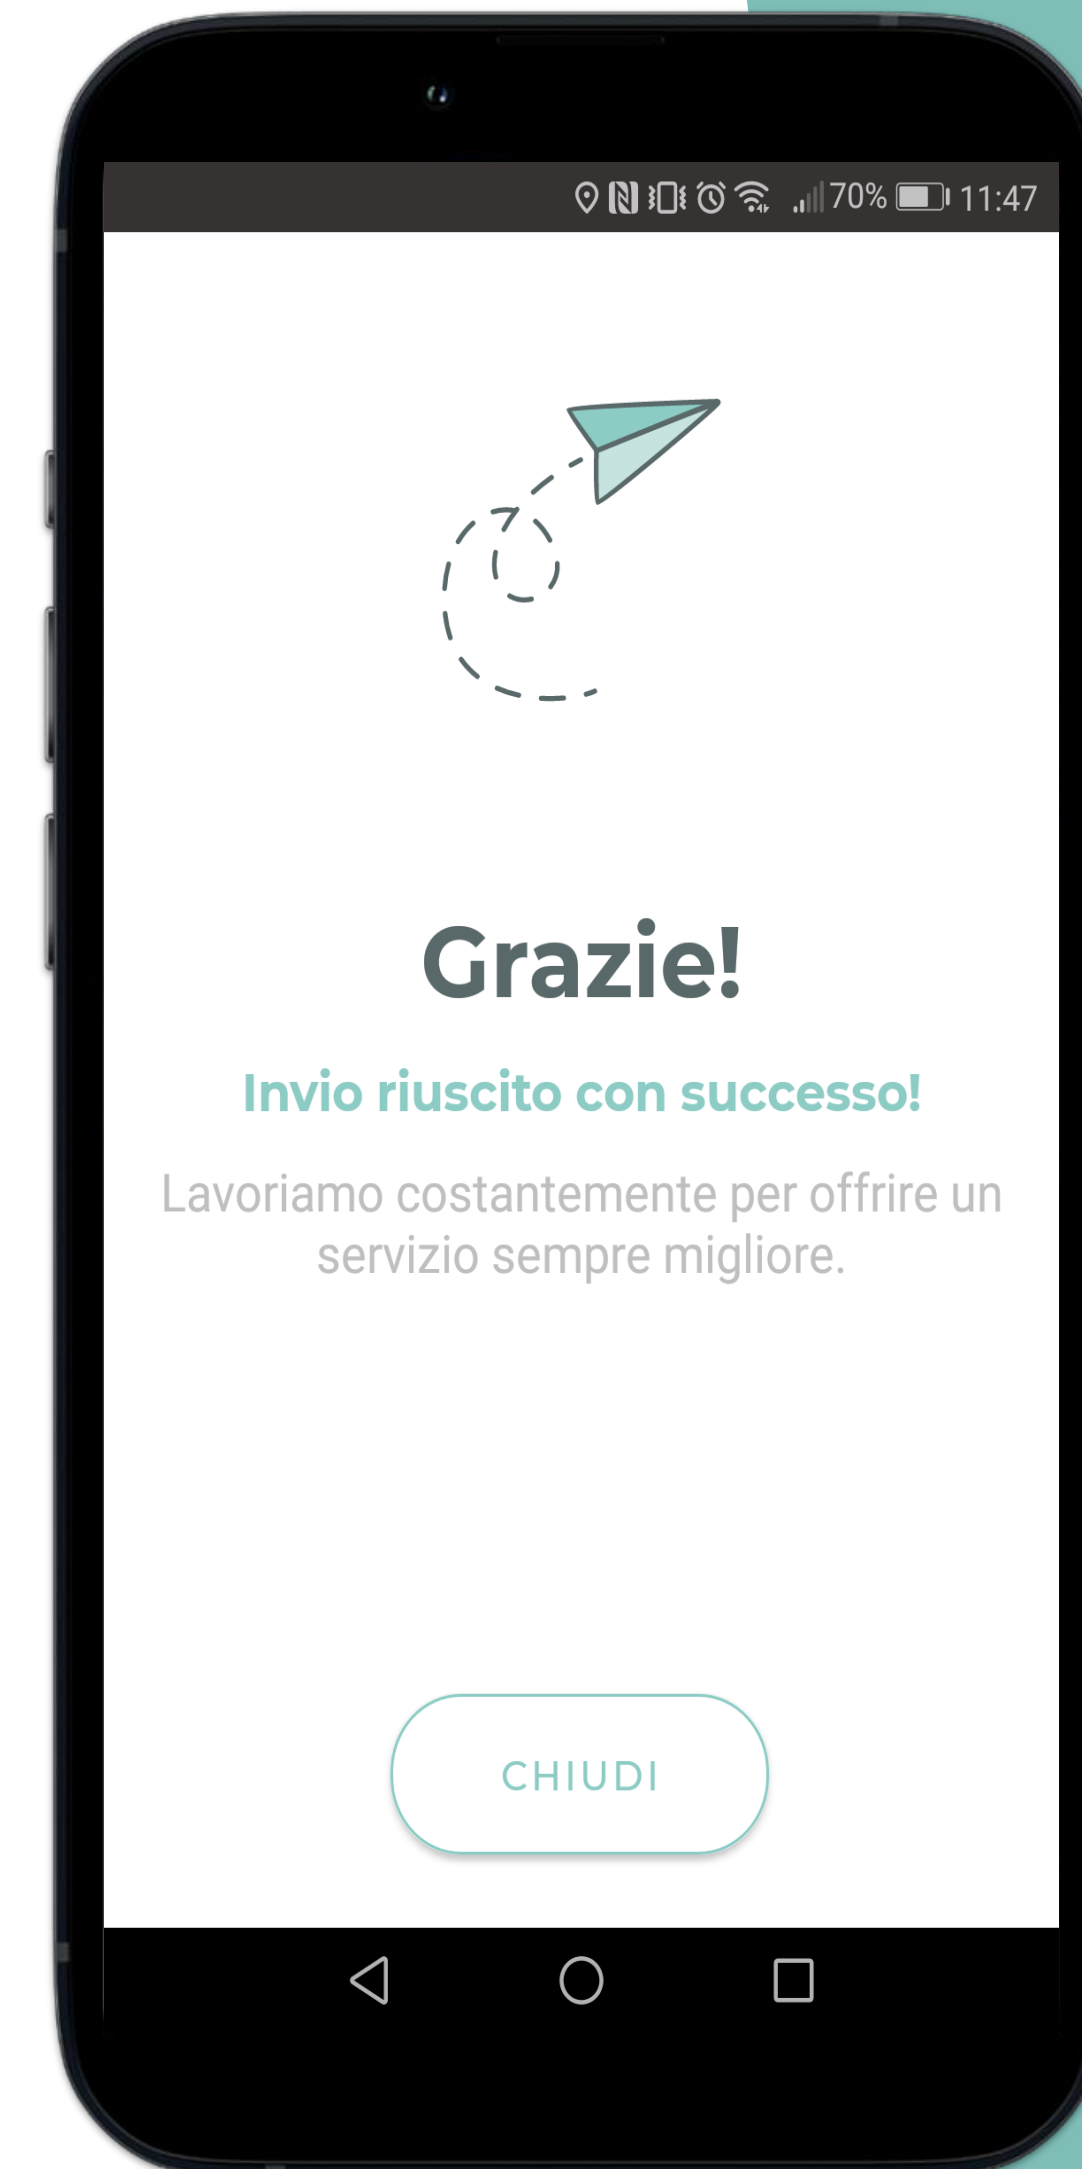 70% 11:47
Grazie!
Invio riuscito con successo!
Lavoriamo costantemente per offrire un
servizio sempre migliore.
CHIUDI